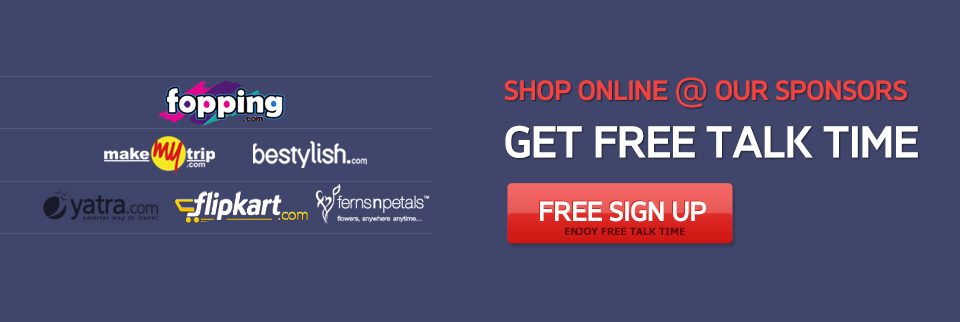 fopping
.com
make my trip
.com
bestylish.com
yatra.com
smarter way to travel
flipkart.com
fernsnpetals™
flowers, anywhere anytime....
SHOP ONLINE @ OUR SPONSORS
GET FREE TALK TIME
FREE SIGN UP
ENJOY FREE TALK TIME